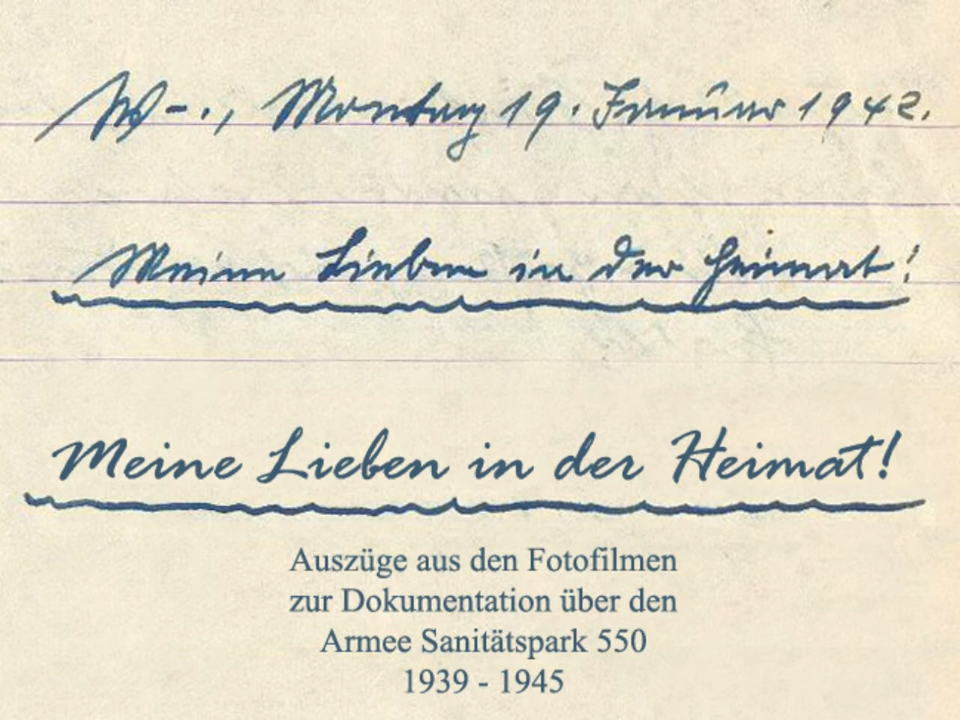 W-., Montag 19. Januar 1942.
Meine Lieben in der Heimat!
Meine Lieben in der Heimat!
Auszüge aus den Fotofilmen
zur Dokumentation über den
Armee Sanitätspark 550
1939 - 1945